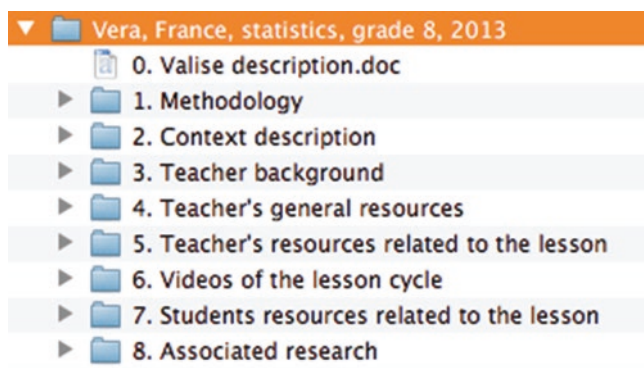 Vera, France, statistics, grade 8, 2013
0. Valise description.doc
1. Methodology
2. Context description
3. Teacher background
4. Teacher's general resources
5. Teacher's resources related to the lesson
6. Videos of the lesson cycle
7. Students resources related to the lesson
8. Associated research